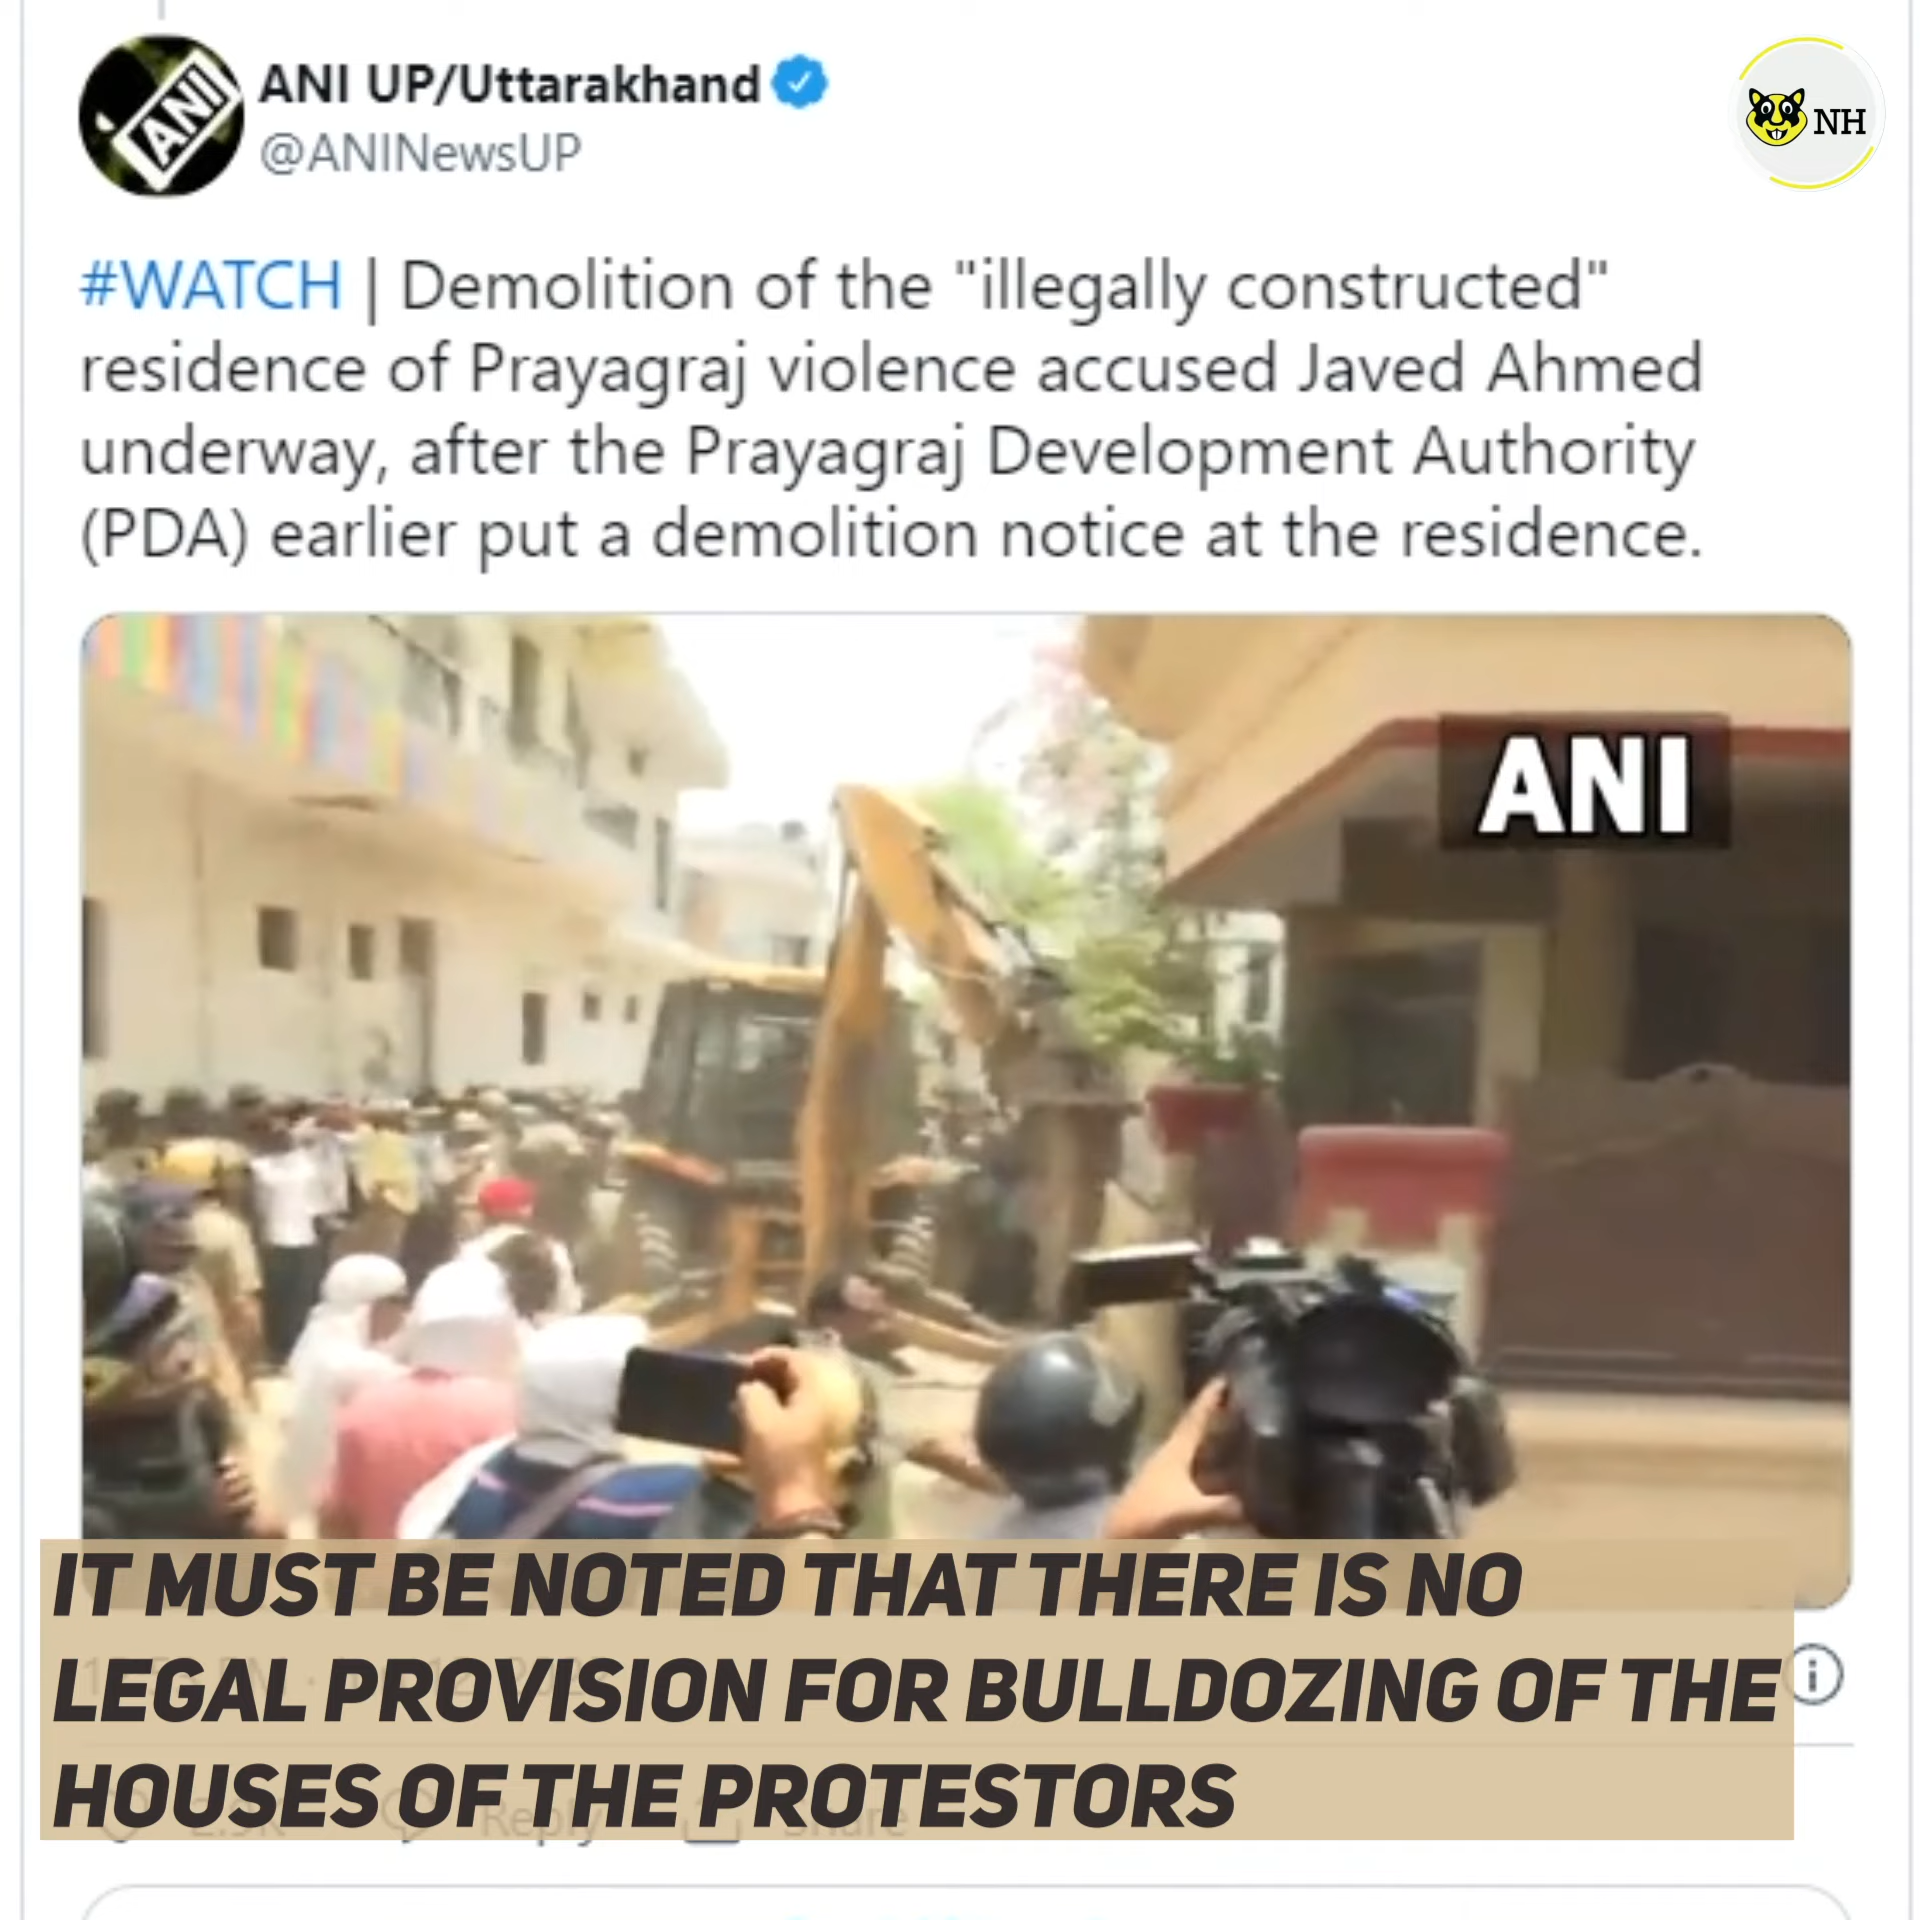 ANI
ANI UP/Uttarakhand
@ANINewsUP
NH
#WATCH | Demolition of the "illegally constructed"
residence of Prayagraj violence accused Javed Ahmed
underway, after the Prayagraj Development Authority
(PDA) earlier put a demolition notice at the residence.
ANI
IT MUST BE NOTED THAT THERE IS NO
LEGAL PROVISION FOR BULLDOZING OF THE
HOUSES OF THE PROTESTORS
Reply Share